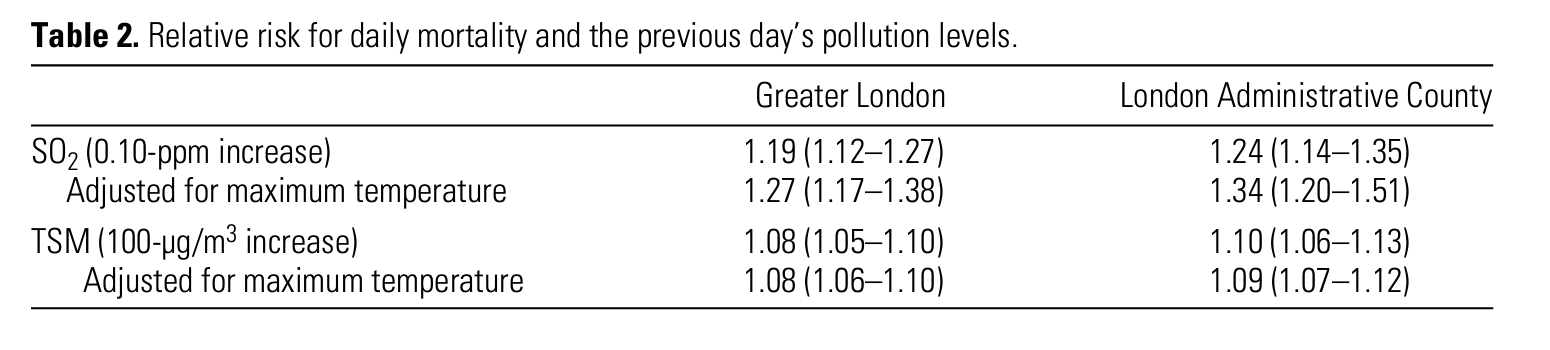 Table 2. Relative risk for daily mortality and the previous day's pollution levels.
Greater London London Administrative County
SO₂ (0.10-ppm increase) 1.19 (1.12–1.27) 1.24 (1.14–1.35)
Adjusted for maximum temperature 1.27 (1.17–1.38) 1.34 (1.20–1.51)
TSM (100-µg/m³ increase) 1.08 (1.05–1.10) 1.10 (1.06–1.13)
Adjusted for maximum temperature 1.08 (1.06–1.10) 1.09 (1.07–1.12)